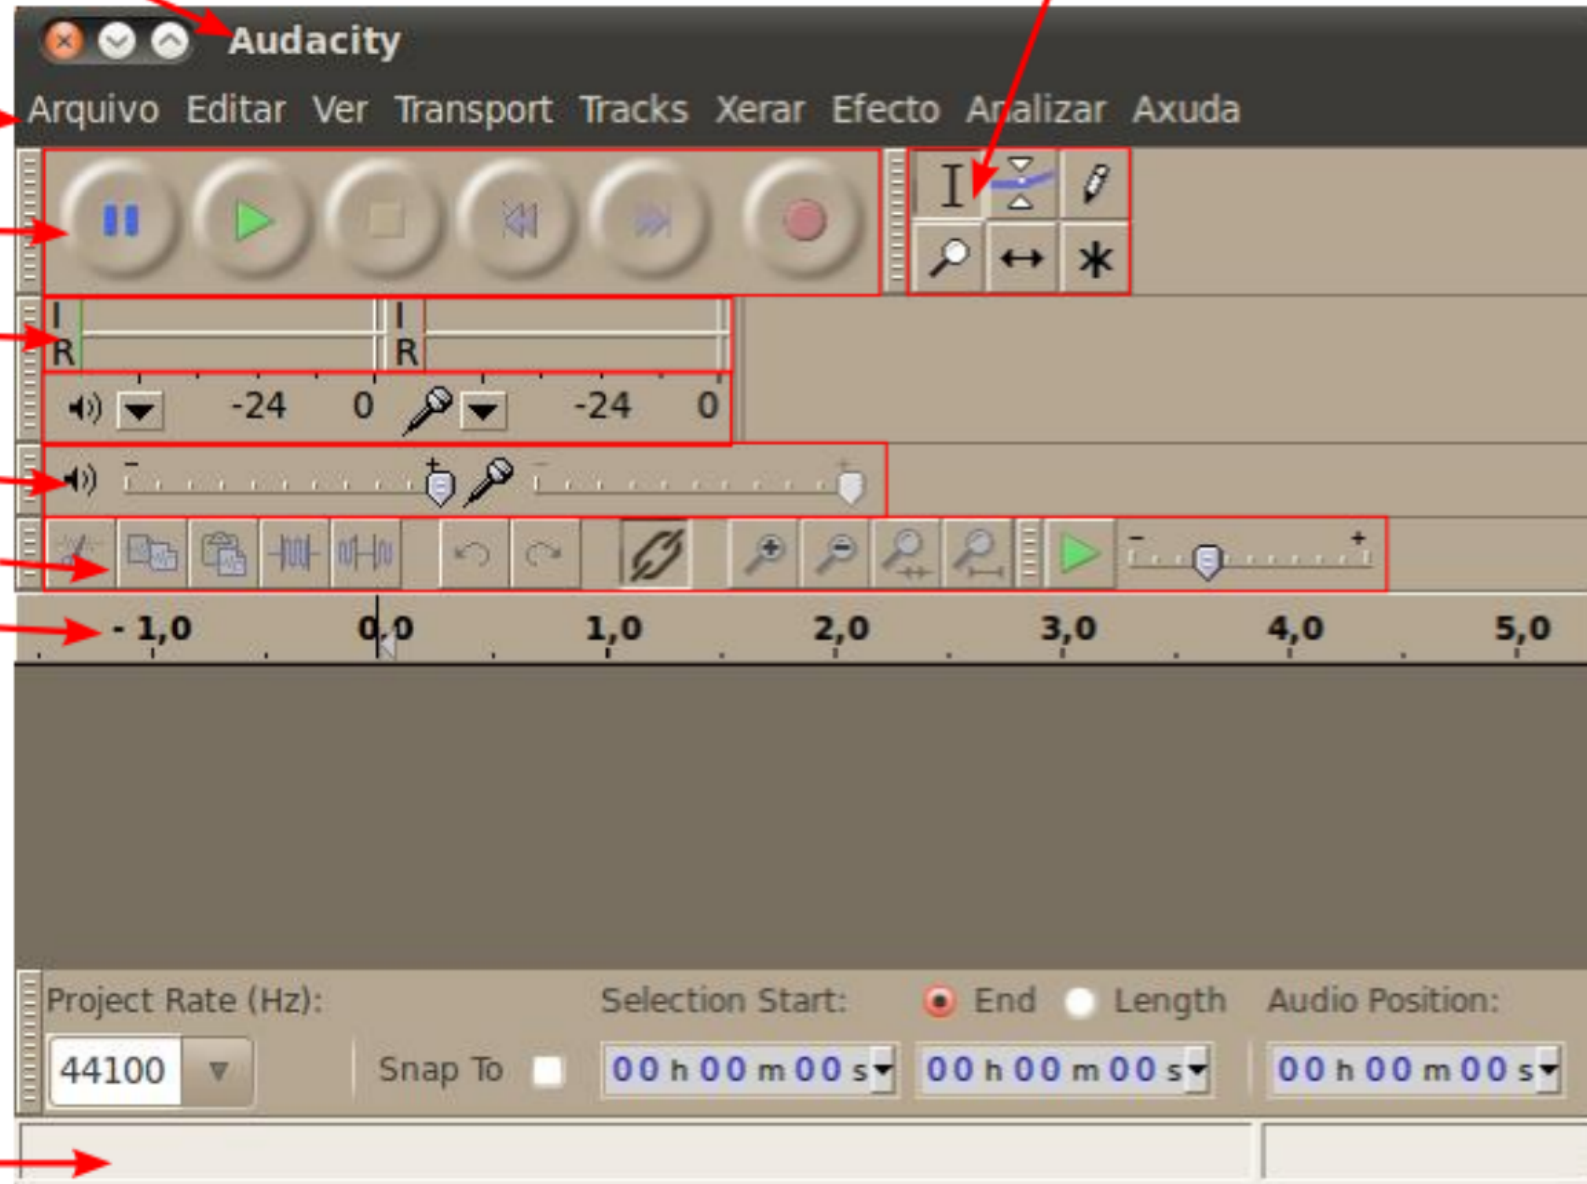 Audacity
Arquivo Editar Ver Transport Tracks Xerar Efecto Analizar Axuda
I I
R R
-24 0 -24 0
- + - +
- +
- 1,0 0,0 1,0 2,0 3,0 4,0 5,0
Project Rate (Hz): Selection Start: End Length Audio Position:
44100 Snap To 00 h 00 m 00 s 00 h 00 m 00 s 00 h 00 m 00 s